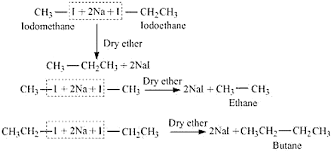 CH₃ — I + 2Na + I — CH₂CH₃
Iodomethane Iodoethane
Dry ether
CH₃ — CH₂CH₃ + 2NaI
CH₃ — I + 2Na + I — CH₃ Dry ether 2NaI + CH₃ — CH₃
Ethane
CH₃CH₂ — I + 2Na + I — CH₂CH₃ Dry ether 2NaI + CH₃CH₂ — CH₂CH₃
Butane